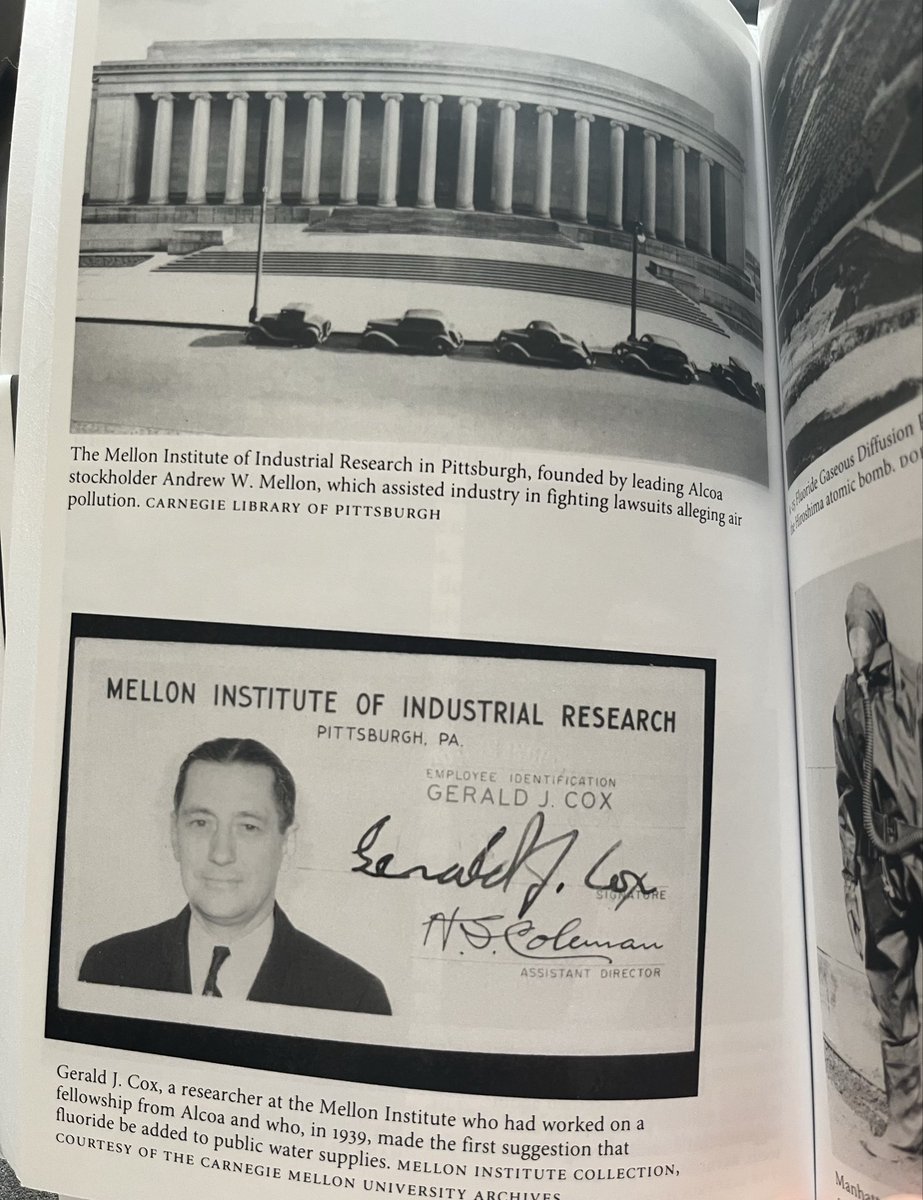 The Mellon Institute of Industrial Research in Pittsburgh, founded by leading Alcoa
stockholder Andrew W. Mellon, which assisted industry in fighting lawsuits alleging air
pollution. CARNEGIE LIBRARY OF PITTSBURGH
MELLON INSTITUTE OF INDUSTRIAL RESEARCH
PITTSBURGH, PA.
EMPLOYEE IDENTIFICATION
GERALD J. COX
Gerald J. Cox
SIGNATURE
H. S. Coleman
ASSISTANT DIRECTOR
Gerald J. Cox, a researcher at the Mellon Institute who had worked on a
fellowship from Alcoa and who, in 1939, made the first suggestion that
fluoride be added to public water supplies. MELLON INSTITUTE COLLECTION,
COURTESY OF THE CARNEGIE MELLON UNIVERSITY ARCHIVES
Fluoride Gaseous Diffusion
Hiroshima atomic bomb.